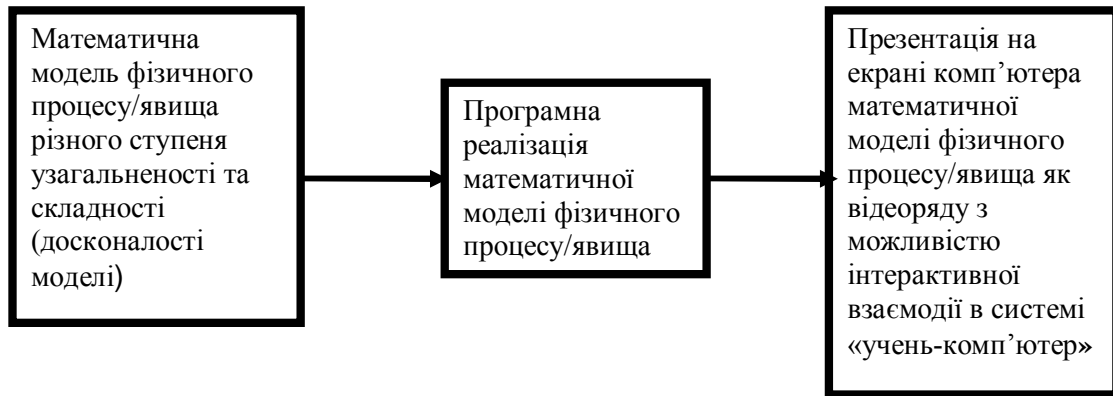 Математична
модель фізичного
процесу/явища
різного ступеня
узагальненості та
складності
(досконалості
моделі)
Програмна
реалізація
математичної
моделі фізичного
процесу/явища
Презентація на
екрані комп’ютера
математичної
моделі фізичного
процесу/явища як
відеоряду з
можливістю
інтерактивної
взаємодії в системі
«учень-комп’ютер»